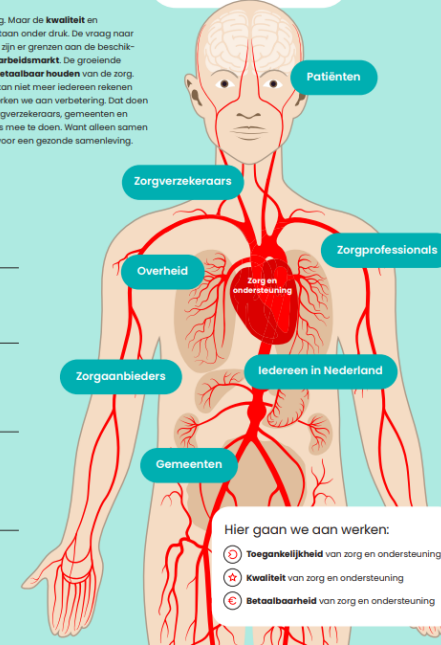 g. Maar de kwaliteit en
taan onder druk. De vraag naar
zijn er grenzen aan de beschik-
arbeidsmarkt. De groeiende
etaalbaar houden van de zorg.
an niet meer iedereen rekenen
rken we aan verbetering. Dat doen
gverzekeraars, gemeenten en
s mee te doen. Want alleen samen
voor een gezonde samenleving.
Patiënten
Zorgverzekeraars
Zorgprofessionals
Overheid
Zorg en
ondersteuning
Iedereen in Nederland
Zorgaanbieders
Gemeenten
Hier gaan we aan werken:
Toegankelijkheid van zorg en ondersteuning
Kwaliteit van zorg en ondersteuning
€ Betaalbaarheid van zorg en ondersteuning